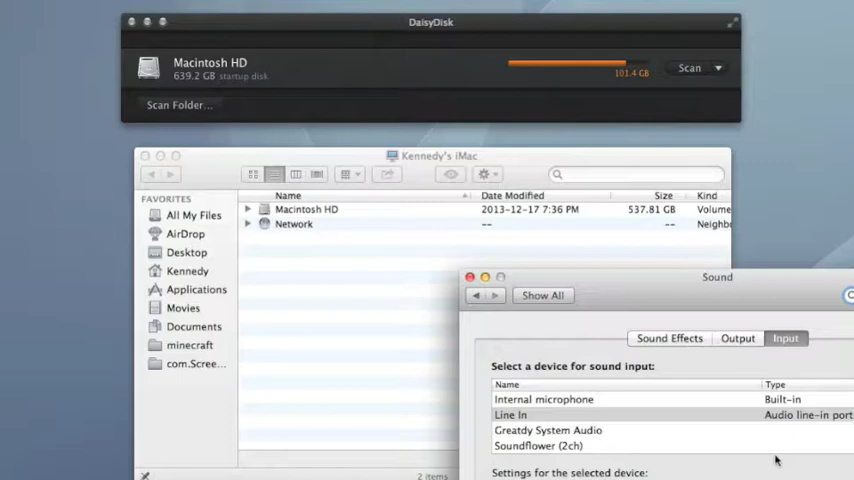 DaisyDisk
Macintosh HD
639.2 GB startup disk
101.4 GB
Scan
Scan Folder...
Kennedy's iMac
FAVORITES
All My Files
AirDrop
Desktop
Kennedy
Applications
Movies
Documents
minecraft
com.Scree...
Name Date Modified Size Kind
Macintosh HD 2013-12-17 7:36 PM 537.81 GB Volume
Network -- -- Neighb
2 items
Sound
Show All
Sound Effects Output Input
Select a device for sound input:
Name Type
Internal microphone Built-in
Line In Audio line-in port
Greatdy System Audio
Soundflower (2ch)
Settings for the selected device: